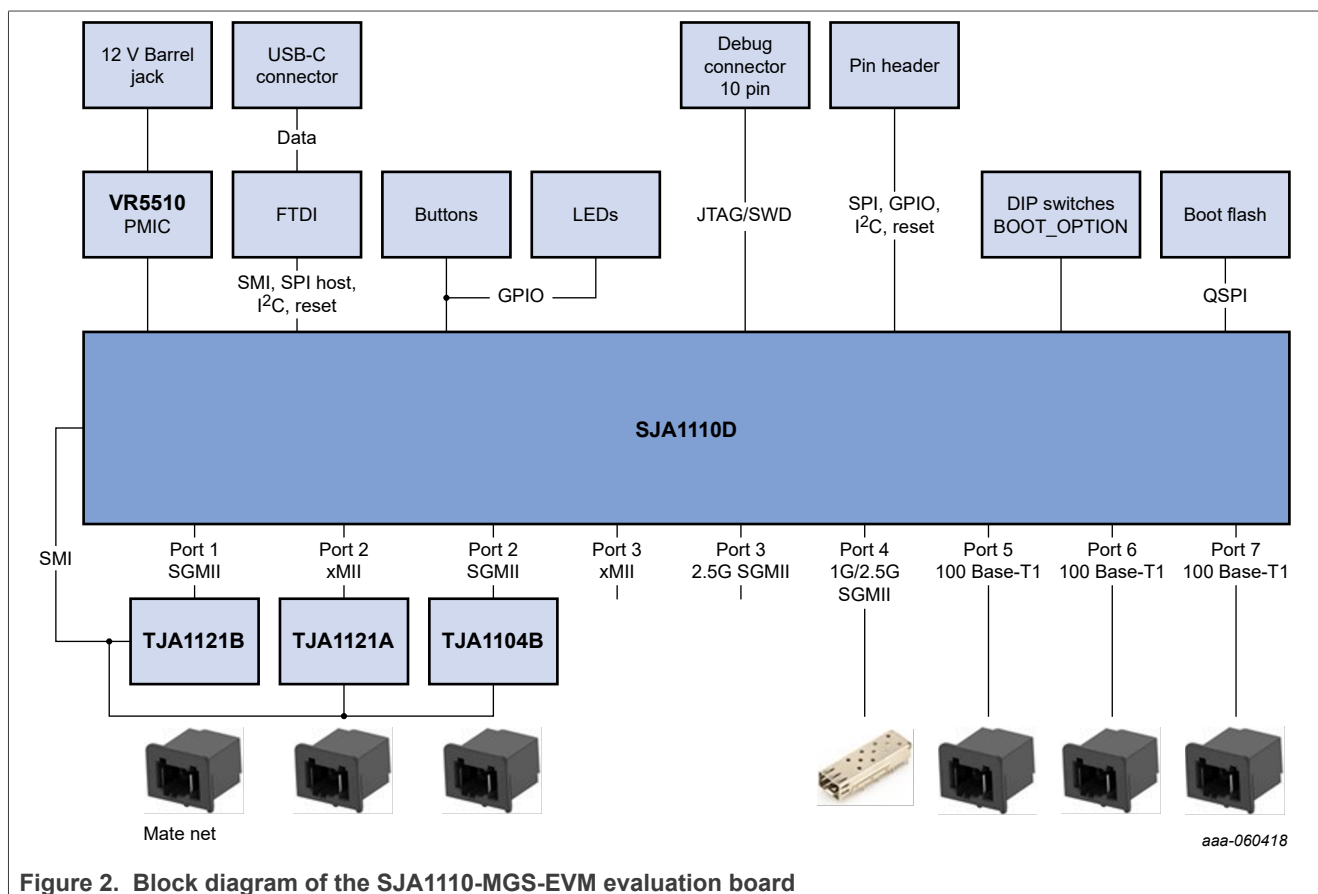 12 V Barrel
jack
USB-C
connector
Debug
connector
10 pin
Pin header
Data
VR5510
PMIC
FTDI
Buttons
LEDs
JTAG/SWD
SPI, GPIO,
I2C, reset
DIP switches
BOOT_OPTION
Boot flash
SMI, SPI host,
I2C, reset
GPIO
QSPI
SJA1110D
SMI
Port 1
SGMII
Port 2
xMII
Port 2
SGMII
Port 3
xMII
Port 3
2.5G SGMII
Port 4
1G/2.5G
SGMII
Port 5
100 Base-T1
Port 6
100 Base-T1
Port 7
100 Base-T1
TJA1121B
TJA1121A
TJA1104B
Mate net
aaa-060418
Figure 2. Block diagram of the SJA1110-MGS-EVM evaluation board